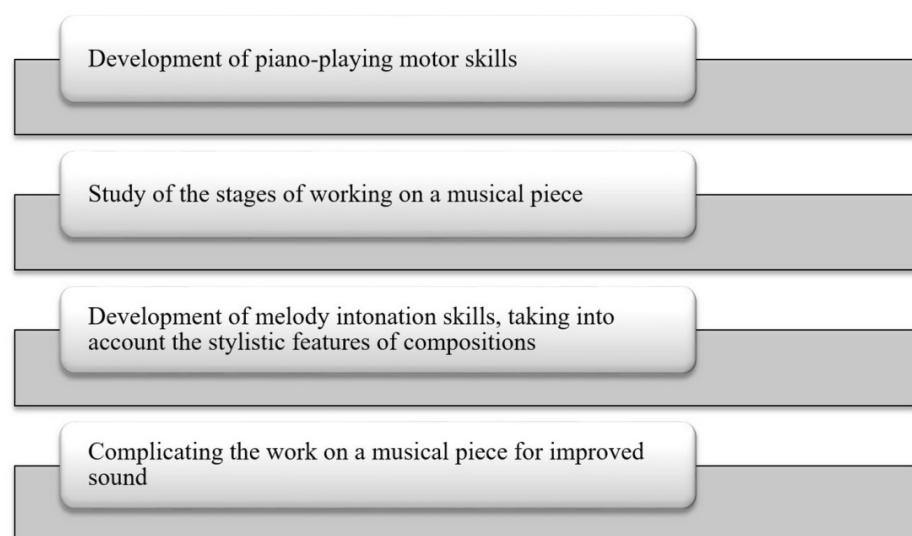 Development of piano-playing motor skills
Study of the stages of working on a musical piece
Development of melody intonation skills, taking into
account the stylistic features of compositions
Complicating the work on a musical piece for improved
sound